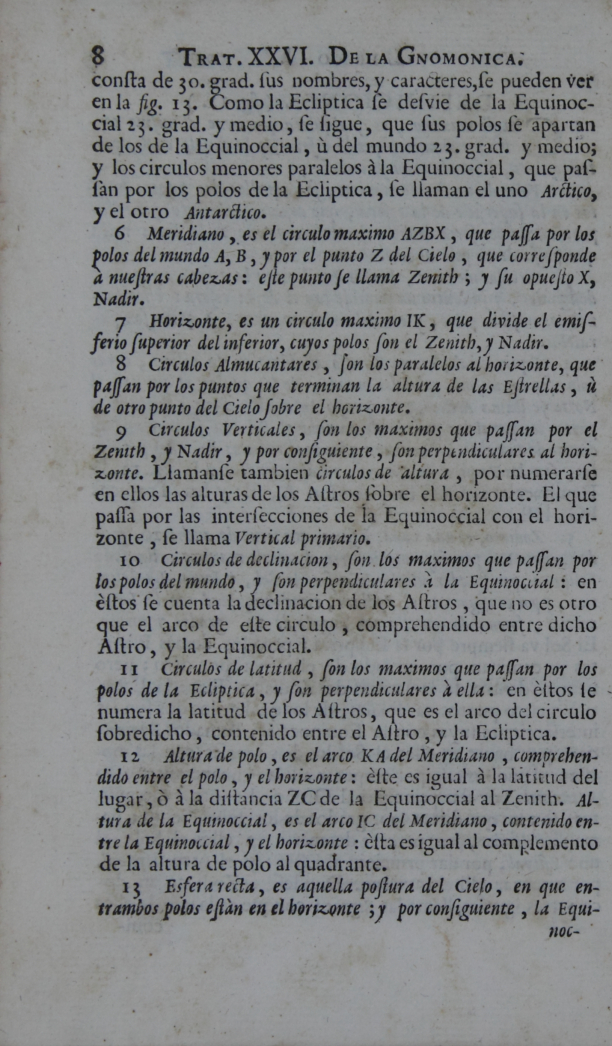 8 TRAT. XXVI. DE LA GNOMONICA.
conſta de 30. grad. ſus nombres, y caracteres, ſe pueden ver
en la fig. 13. Como la Ecliptica ſe deſvie de la Equinoc-
cial 23. grad. y medio, ſe ſigue, que ſus polos ſe apartan
de los de la Equinoccial, ù del mundo 23. grad. y medio;
y los circulos menores paralelos à la Equinoccial, que paſ-
ſan por los polos de la Ecliptica, ſe llaman el uno Arctico,
y el otro Antarctico.
6 Meridiano, es el circulo maximo AZBX, que paſſa por los
polos del mundo A, B, y por el punto Z del Cielo, que correſponde
à nueſtras cabezas: eſte punto ſe llama Zenith; y ſu opueſto X,
Nadir.
7 Horizonte, es un circulo maximo IK, que divide el emiſ-
ferio ſuperior del inferior, cuyos polos ſon el Zenith, y Nadir.
8 Circulos Almucantares, ſon los paralelos al horizonte, que
paſſan por los puntos que terminan la altura de las Eſtrellas, ù
de otro punto del Cielo ſobre el horizonte.
9 Circulos Verticales, ſon los maximos que paſſan por el
Zenith, y Nadir, y por conſiguiente, ſon perpendiculares al hori-
zonte. Llamanſe tambien circulos de altura, por numerarſe
en ellos las alturas de los Aſtros ſobre el horizonte. El que
paſſa por las interſecciones de la Equinoccial con el hori-
zonte, ſe llama Vertical primario.
10 Circulos de declinacion, ſon los maximos que paſſan por
los polos del mundo, y ſon perpendiculares à la Equinoccial: en
èſtos ſe cuenta la declinacion de los Aſtros, que no es otro
que el arco de eſte circulo, comprehendido entre dicho
Aſtro, y la Equinoccial.
11 Circulos de latitud, ſon los maximos que paſſan por los
polos de la Ecliptica, y ſon perpendiculares à ella: en èſtos ſe
numera la latitud de los Aſtros, que es el arco del circulo
ſobredicho, contenido entre el Aſtro, y la Ecliptica.
12 Altura de polo, es el arco KA del Meridiano, comprehen-
dido entre el polo, y el horizonte: èſte es igual à la latitud del
lugar, ò à la diſtancia ZC de la Equinoccial al Zenith. Al-
tura de la Equinoccial, es el arco IC del Meridiano, contenido en-
tre la Equinoccial, y el horizonte: èſta es igual al complemento
de la altura de polo al quadrante.
13 Esfera recta, es aquella poſtura del Cielo, en que en-
trambos polos eſtàn en el horizonte; y por conſiguiente, la Equi-
noc-